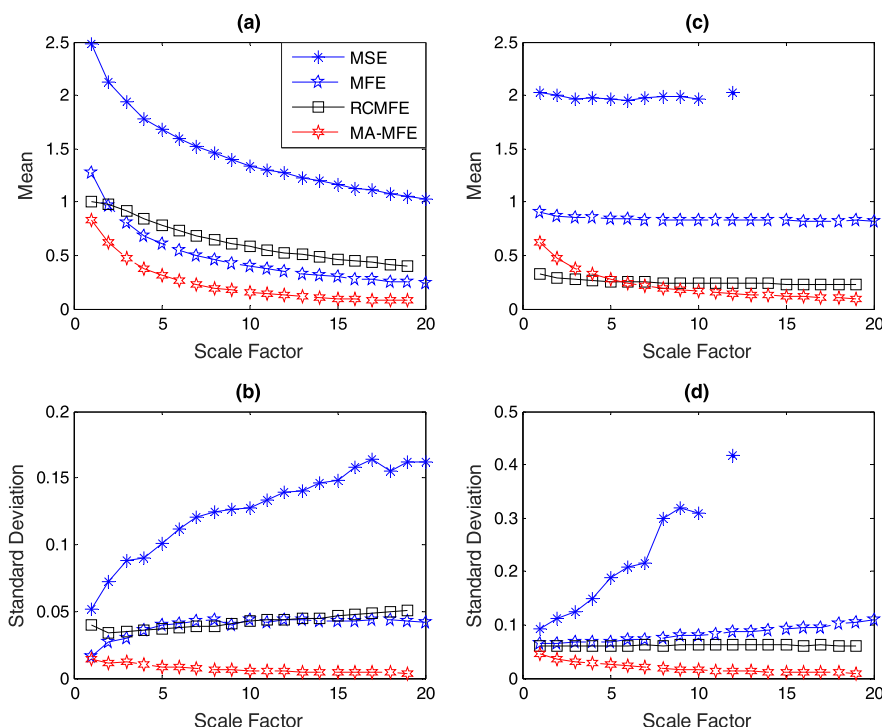 (a)
2.5
2
1.5
1
0.5
0
Mean
0
5
10
15
20
Scale Factor
MSE
MFE
RCMFE
MA-MFE
(c)
2.5
2
1.5
1
0.5
0
Mean
0
5
10
15
20
Scale Factor
(b)
0.2
0.15
0.1
0.05
0
Standard Deviation
0
5
10
15
20
Scale Factor
(d)
0.5
0.4
0.3
0.2
0.1
0
Standard Deviation
0
5
10
15
20
Scale Factor